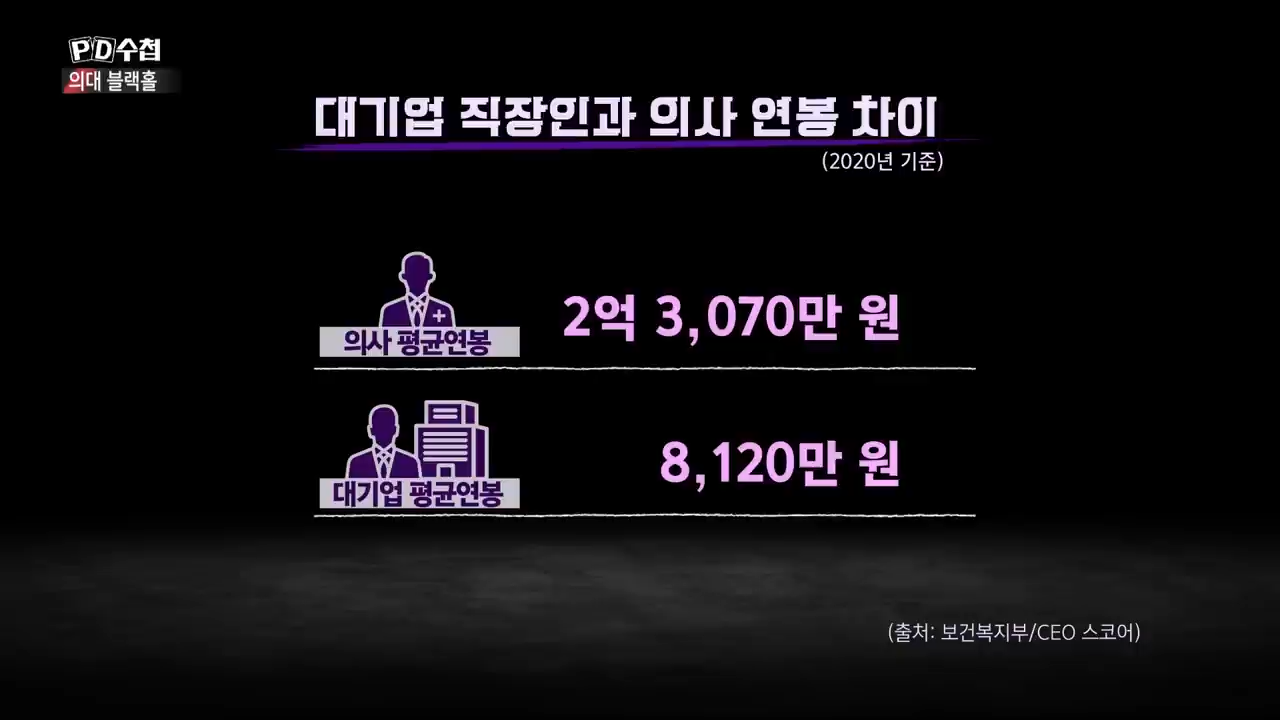 PD수첩
의대 블랙홀
대기업 직장인과 의사 연봉 차이
(2020년 기준)
의사 평균연봉
2억 3,070만 원
대기업 평균연봉
8,120만 원
(출처: 보건복지부/CEO 스코어)